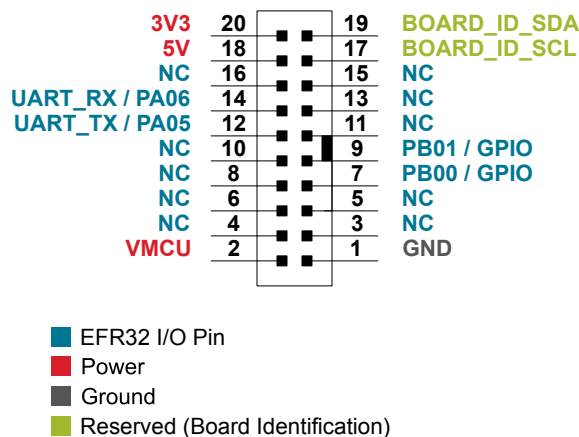 3V3 20 19 BOARD_ID_SDA
5V 18 17 BOARD_ID_SCL
NC 16 15 NC
UART_RX / PA06 14 13 NC
UART_TX / PA05 12 11 NC
NC 10 9 PB01 / GPIO
NC 8 7 PB00 / GPIO
NC 6 5 NC
NC 4 3 NC
VMCU 2 1 GND
EFR32 I/O Pin
Power
Ground
Reserved (Board Identification)